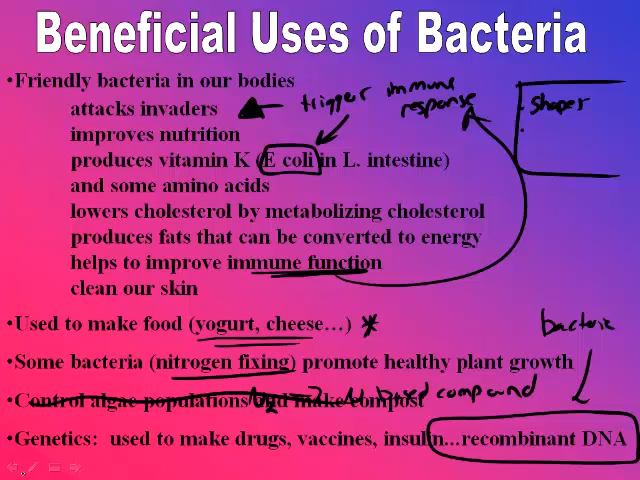 Beneficial Uses of Bacteria
•Friendly bacteria in our bodies
attacks invaders
trigger immune response
improves nutrition
produces vitamin K (E coli in L. intestine)
and some amino acids
lowers cholesterol by metabolizing cholesterol
produces fats that can be converted to energy
helps to improve immune function
clean our skin
•Used to make food (yogurt, cheese…) *
bacteria
•Some bacteria (nitrogen fixing) promote healthy plant growth
•Control algae populations and make compost
N2 → N based compound
•Genetics: used to make drugs, vaccines, insulin...recombinant DNA